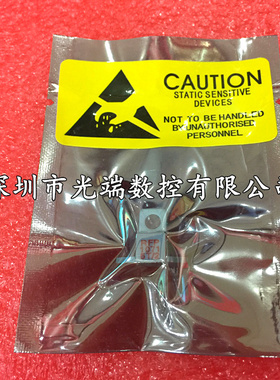 CAUTION
STATIC SENSITIVE
DEVICES
NOT TO BE HANDLED
BY UNAUTHORISED
PERSONNEL
深圳市光端数控有限公司